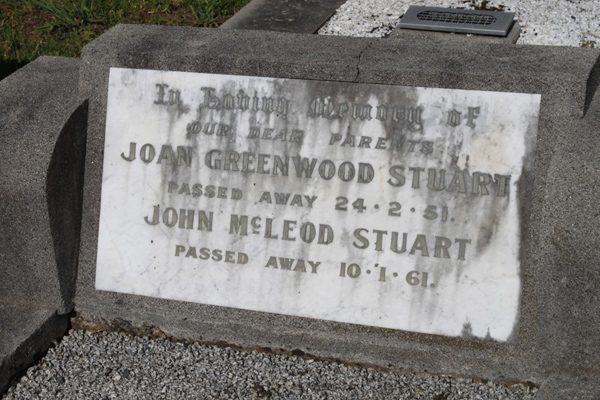 In Loving Memory of
OUR DEAR PARENTS
JOAN GREENWOOD STUART
PASSED AWAY 24·2·51.
JOHN McLEOD STUART
PASSED AWAY 10·1·61.